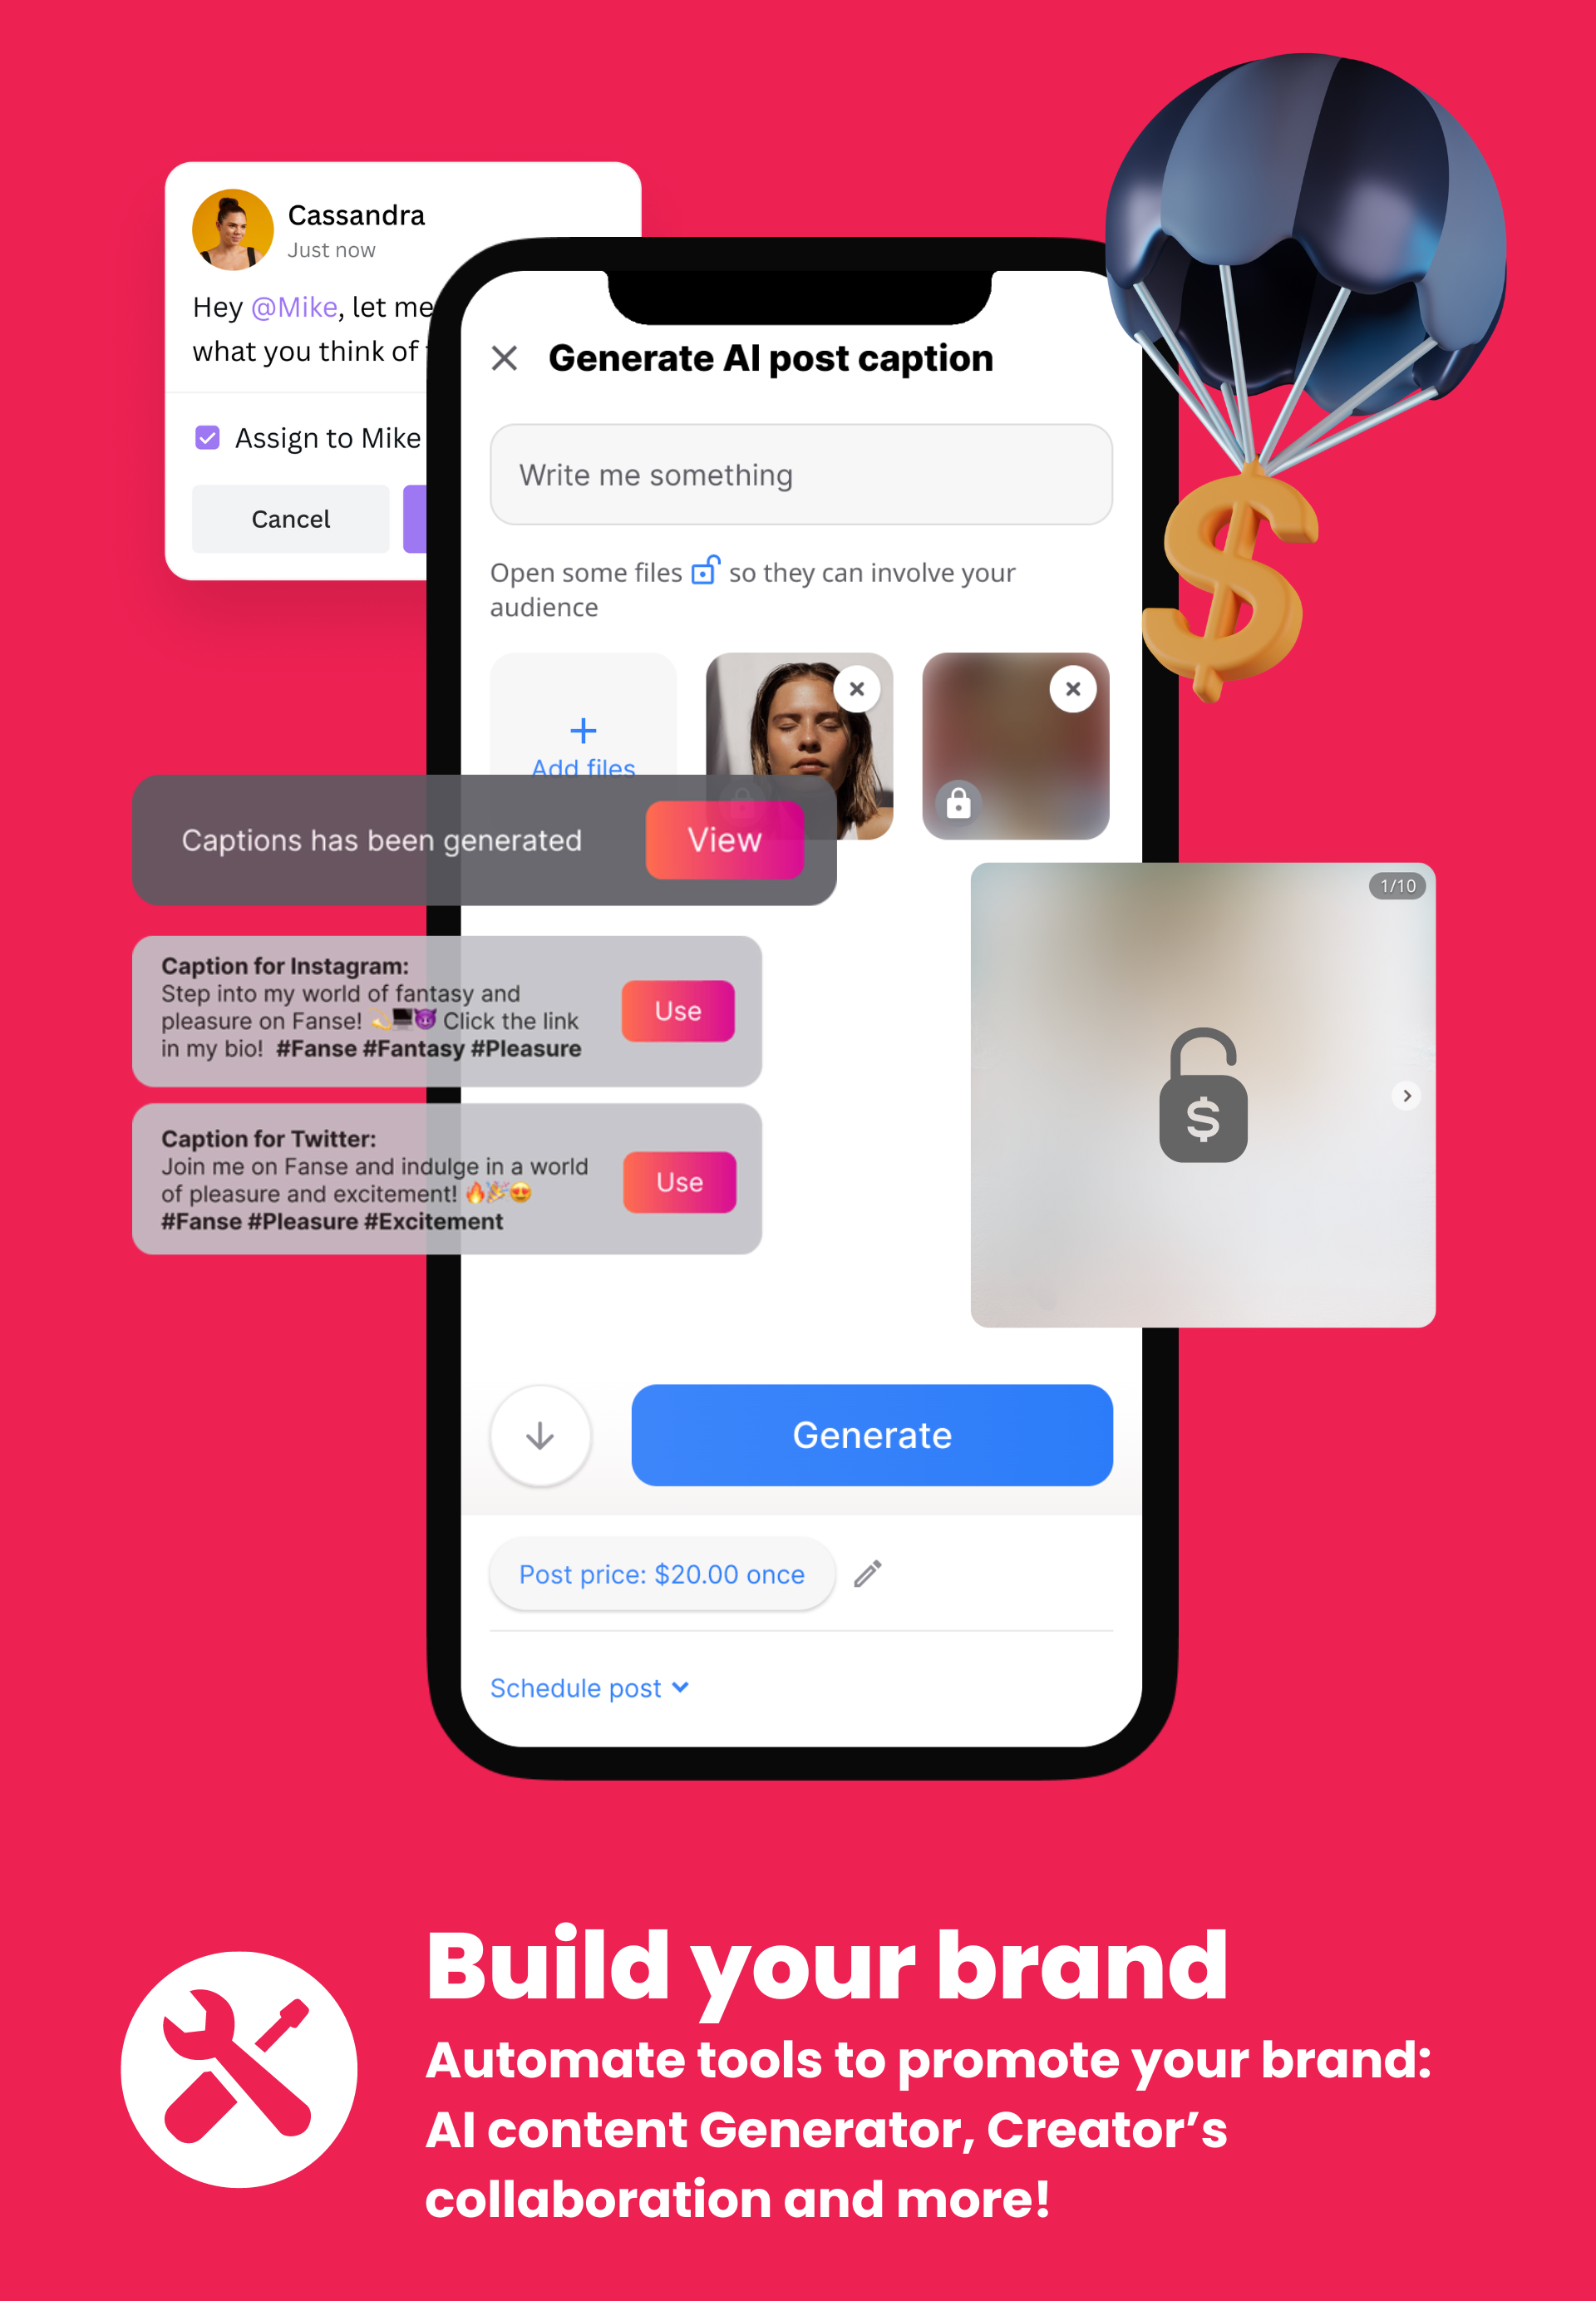 Cassandra
Just now
Hey @Mike, let me
what you think of
Assign to Mike
Cancel
Generate AI post caption
Write me something
Open some files so they can involve your
audience
Add files
Captions has been generated
View
1/10
Caption for Instagram:
Step into my world of fantasy and
pleasure on Fanse! 💫💻😈 Click the link
in my bio! #Fanse #Fantasy #Pleasure
Use
$
Caption for Twitter:
Join me on Fanse and indulge in a world
of pleasure and excitement! 🔥🎉😍
#Fanse #Pleasure #Excitement
Use
$
Generate
Post price: $20.00 once
Schedule post
Build your brand
Automate tools to promote your brand:
AI content Generator, Creator’s
collaboration and more!